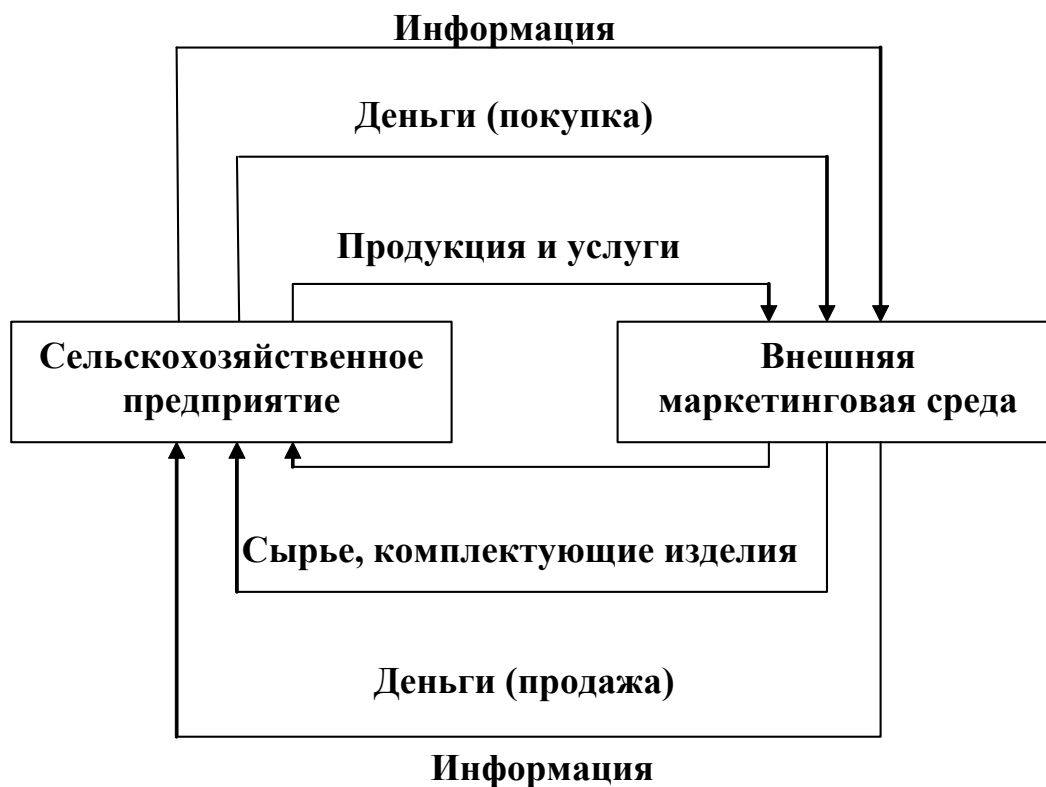 Информация
Деньги (покупка)
Продукция и услуги
Сельскохозяйственное
предприятие
Внешняя
маркетинговая среда
Сырье, комплектующие изделия
Деньги (продажа)
Информация